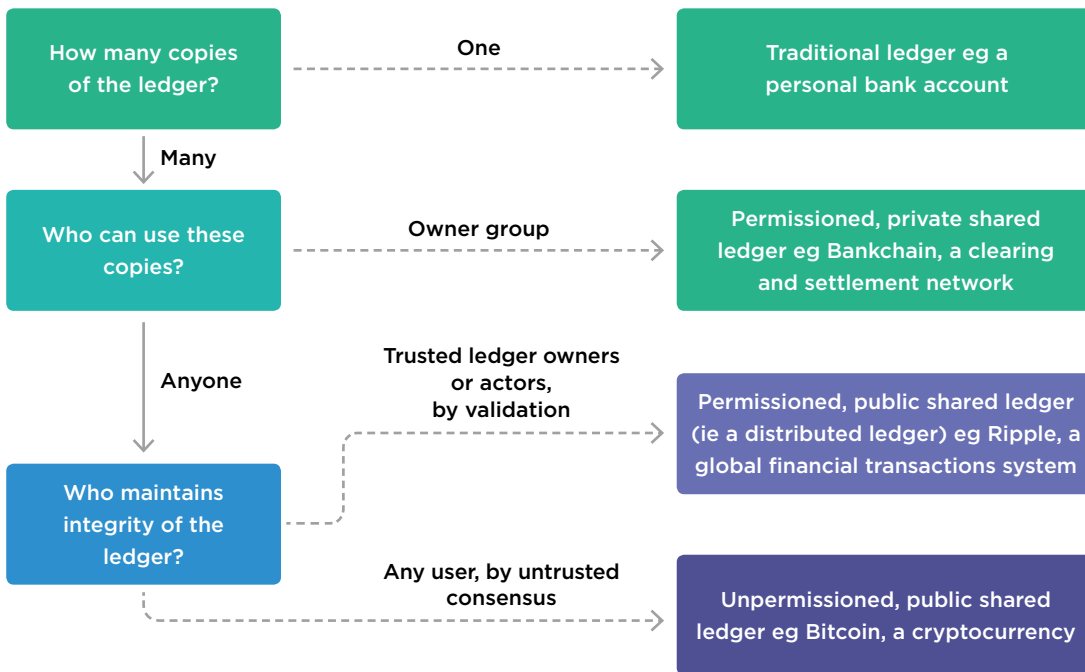 How many copies
of the ledger?
One
Traditional ledger eg a
personal bank account
Many
Who can use these
copies?
Owner group
Permissioned, private shared
ledger eg Bankchain, a clearing
and settlement network
Anyone
Trusted ledger owners
or actors,
by validation
Permissioned, public shared ledger
(ie a distributed ledger) eg Ripple, a
global financial transactions system
Who maintains
integrity of the
ledger?
Any user, by untrusted
consensus
Unpermissioned, public shared
ledger eg Bitcoin, a cryptocurrency